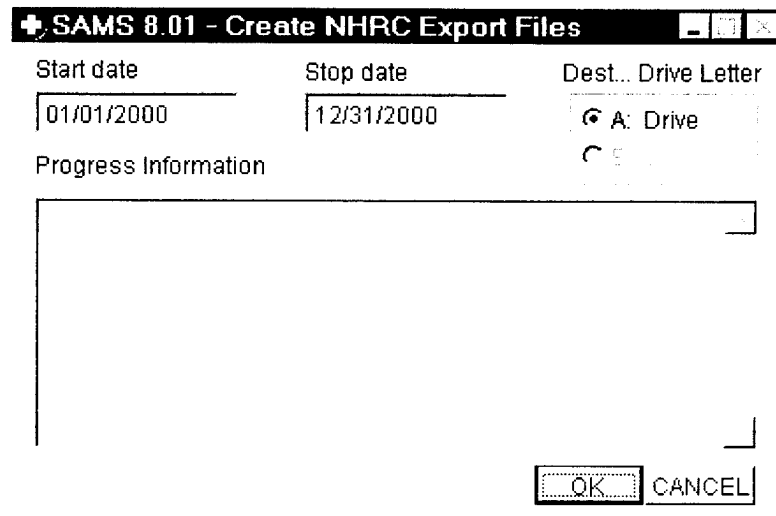 SAMS 8.01 - Create NHRC Export Files
Start date
Stop date
Dest... Drive Letter
01/01/2000
12/31/2000
A: Drive
Progress Information
OK
CANCEL